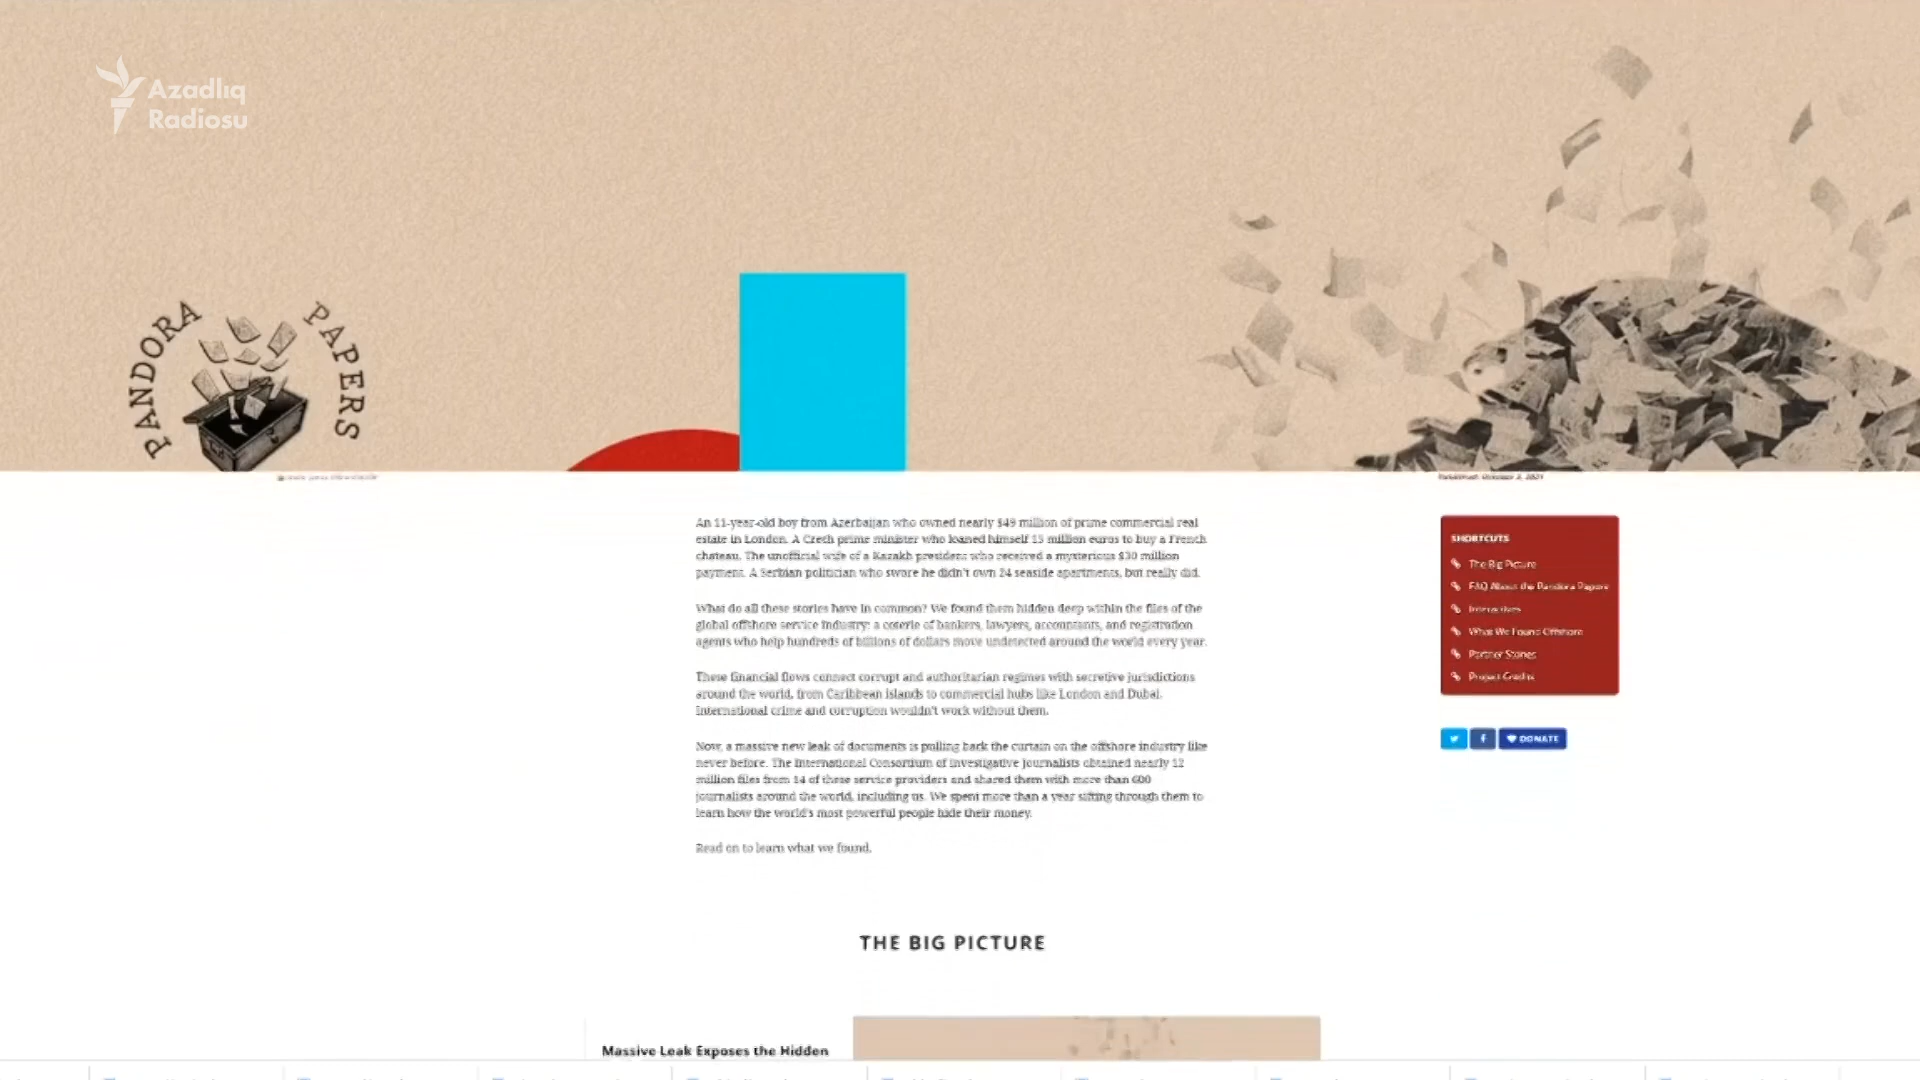 Azadlıq
Radiosu
PANDORA PAPERS
Published: October 3, 2021
An 11-year-old boy from Azerbaijan who owned nearly $49 million of prime commercial real
estate in London. A Czech prime minister who loaned himself 15 million euros to buy a French
chateau. The unofficial wife of a Kazakh president who received a mysterious $30 million
payment. A Serbian politician who swore he didn't own 24 seaside apartments, but really did.
What do all these stories have in common? We found them hidden deep within the files of the
global offshore service industry: a coterie of bankers, lawyers, accountants, and registration
agents who help hundreds of billions of dollars move undetected around the world every year.
These financial flows connect corrupt and authoritarian regimes with secretive jurisdictions
around the world, from Caribbean islands to commercial hubs like London and Dubai.
International crime and corruption wouldn't work without them.
Now, a massive new leak of documents is pulling back the curtain on the offshore industry like
never before. The International Consortium of Investigative Journalists obtained nearly 12
million files from 14 of these service providers and shared them with more than 600
journalists around the world, including us. We spent more than a year sifting through them to
learn how the world's most powerful people hide their money.
Read on to learn what we found.
SHORTCUTS
The Big Picture
FAQ About the Pandora Papers
Interactives
What We Found Offshore
Partner Stories
Project Credits
DONATE
THE BIG PICTURE
Massive Leak Exposes the Hidden